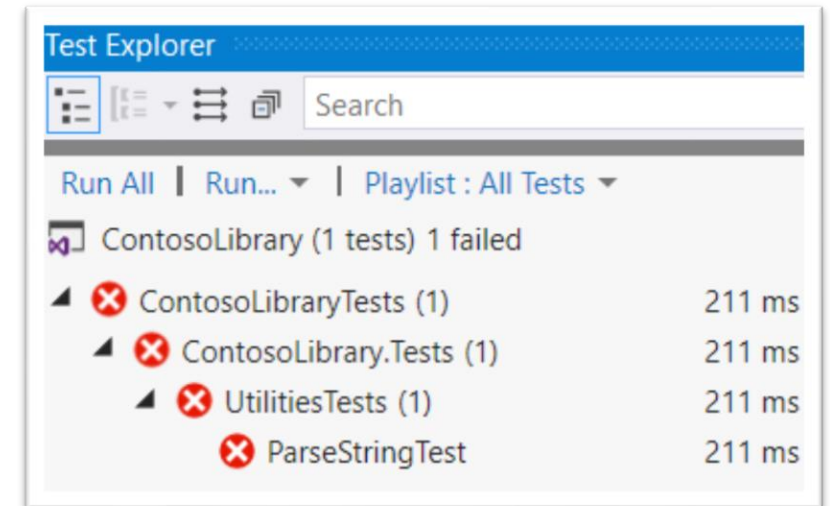 Test Explorer
Search
Run All | Run... | Playlist : All Tests
ContosoLibrary (1 tests) 1 failed
ContosoLibraryTests (1) 211 ms
ContosoLibrary.Tests (1) 211 ms
UtilitiesTests (1) 211 ms
ParseStringTest 211 ms